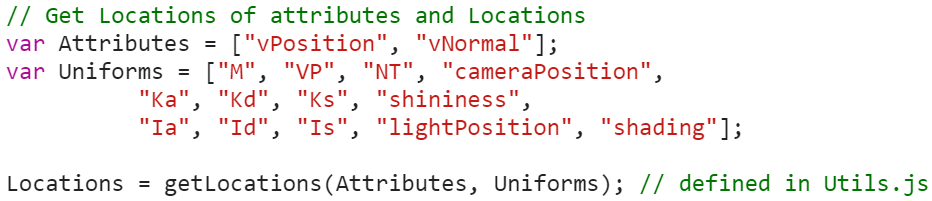 // Get Locations of attributes and Locations
var Attributes = ["vPosition", "vNormal"];
var Uniforms = ["M", "VP", "NT", "cameraPosition",
"Ka", "Kd", "Ks", "shininess",
"Ia", "Id", "Is", "lightPosition", "shading"];
Locations = getLocations(Attributes, Uniforms); // defined in Utils.js